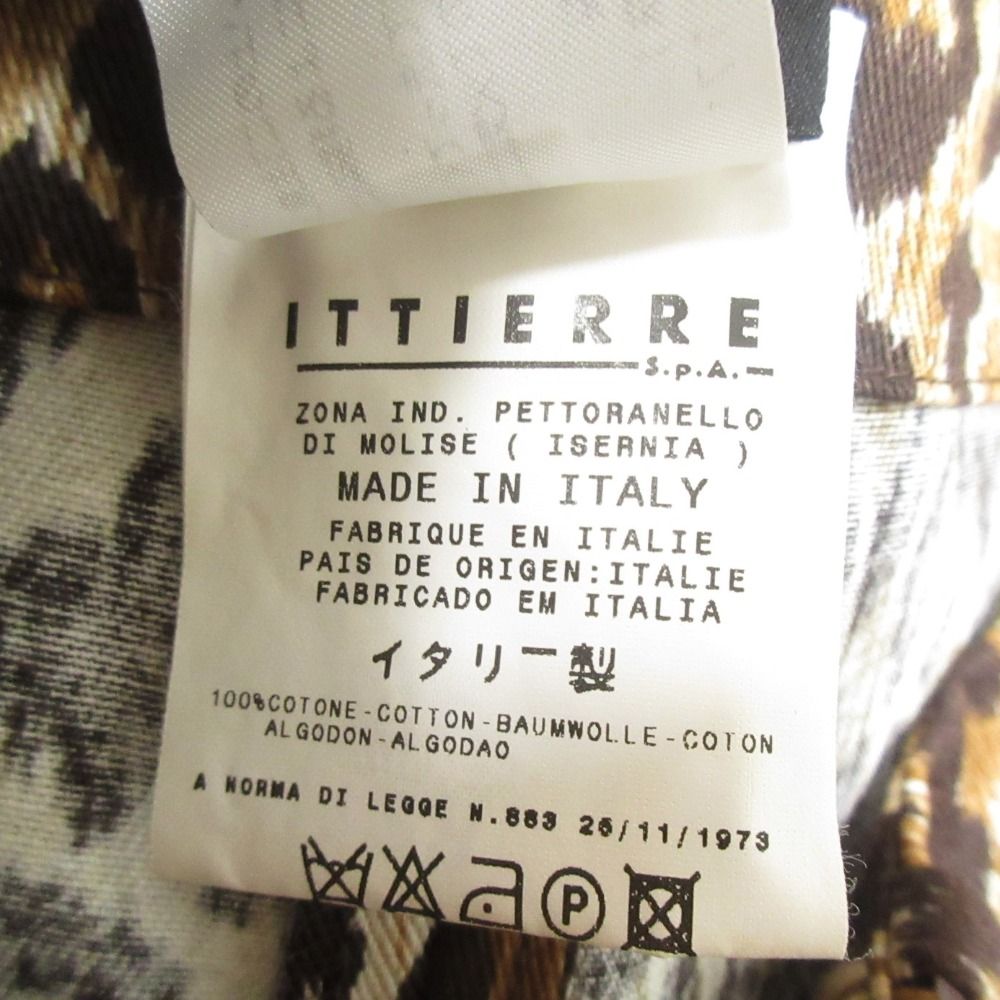 ITTIERRE
S.p.A.
ZONA IND. PETTORANELLO
DI MOLISE ( ISERNIA )
MADE IN ITALY
FABRIQUE EN ITALIE
PAIS DE ORIGEN:ITALIE
FABRICADO EM ITALIA
イタリー製
100%COTONE-COTTON-BAUMWOLLE-COTON
ALGODON-ALGODAO
A NORMA DI LEGGE N.883 26/11/1973
P